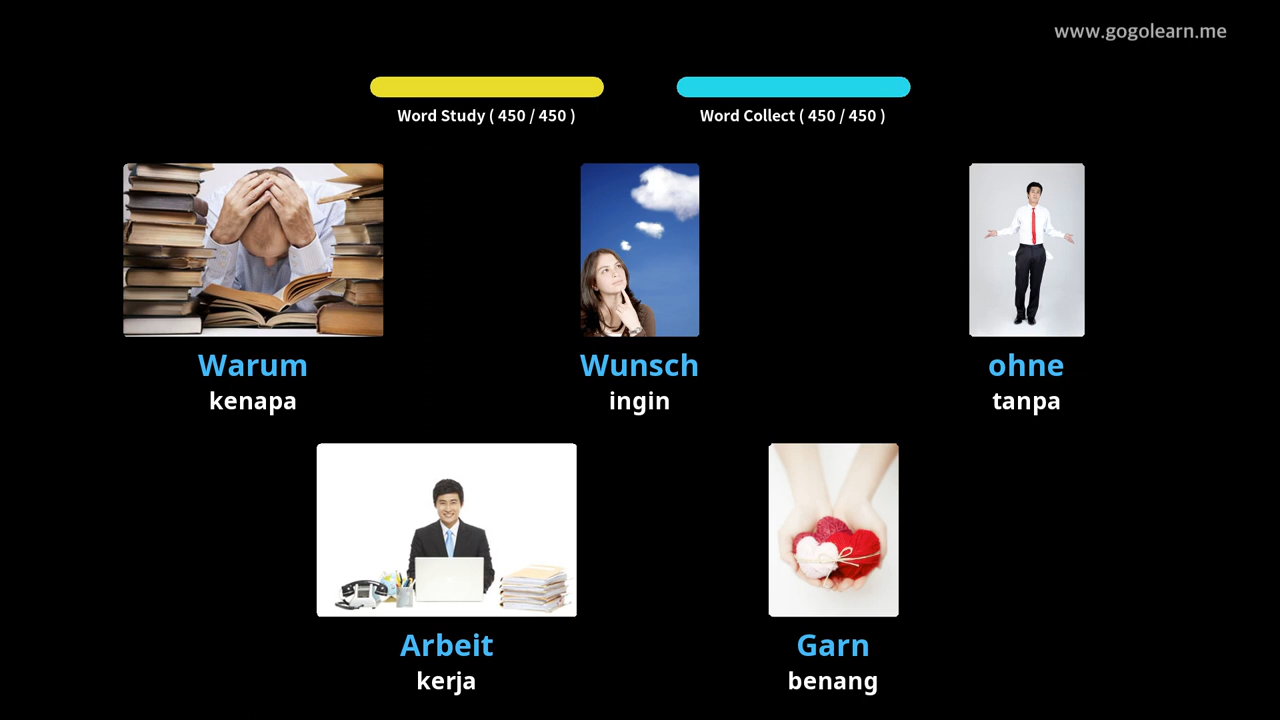 www.gogolearn.me
Word Study ( 450 / 450 )
Word Collect ( 450 / 450 )
Warum
kenapa
Wunsch
ingin
ohne
tanpa
Arbeit
kerja
Garn
benang